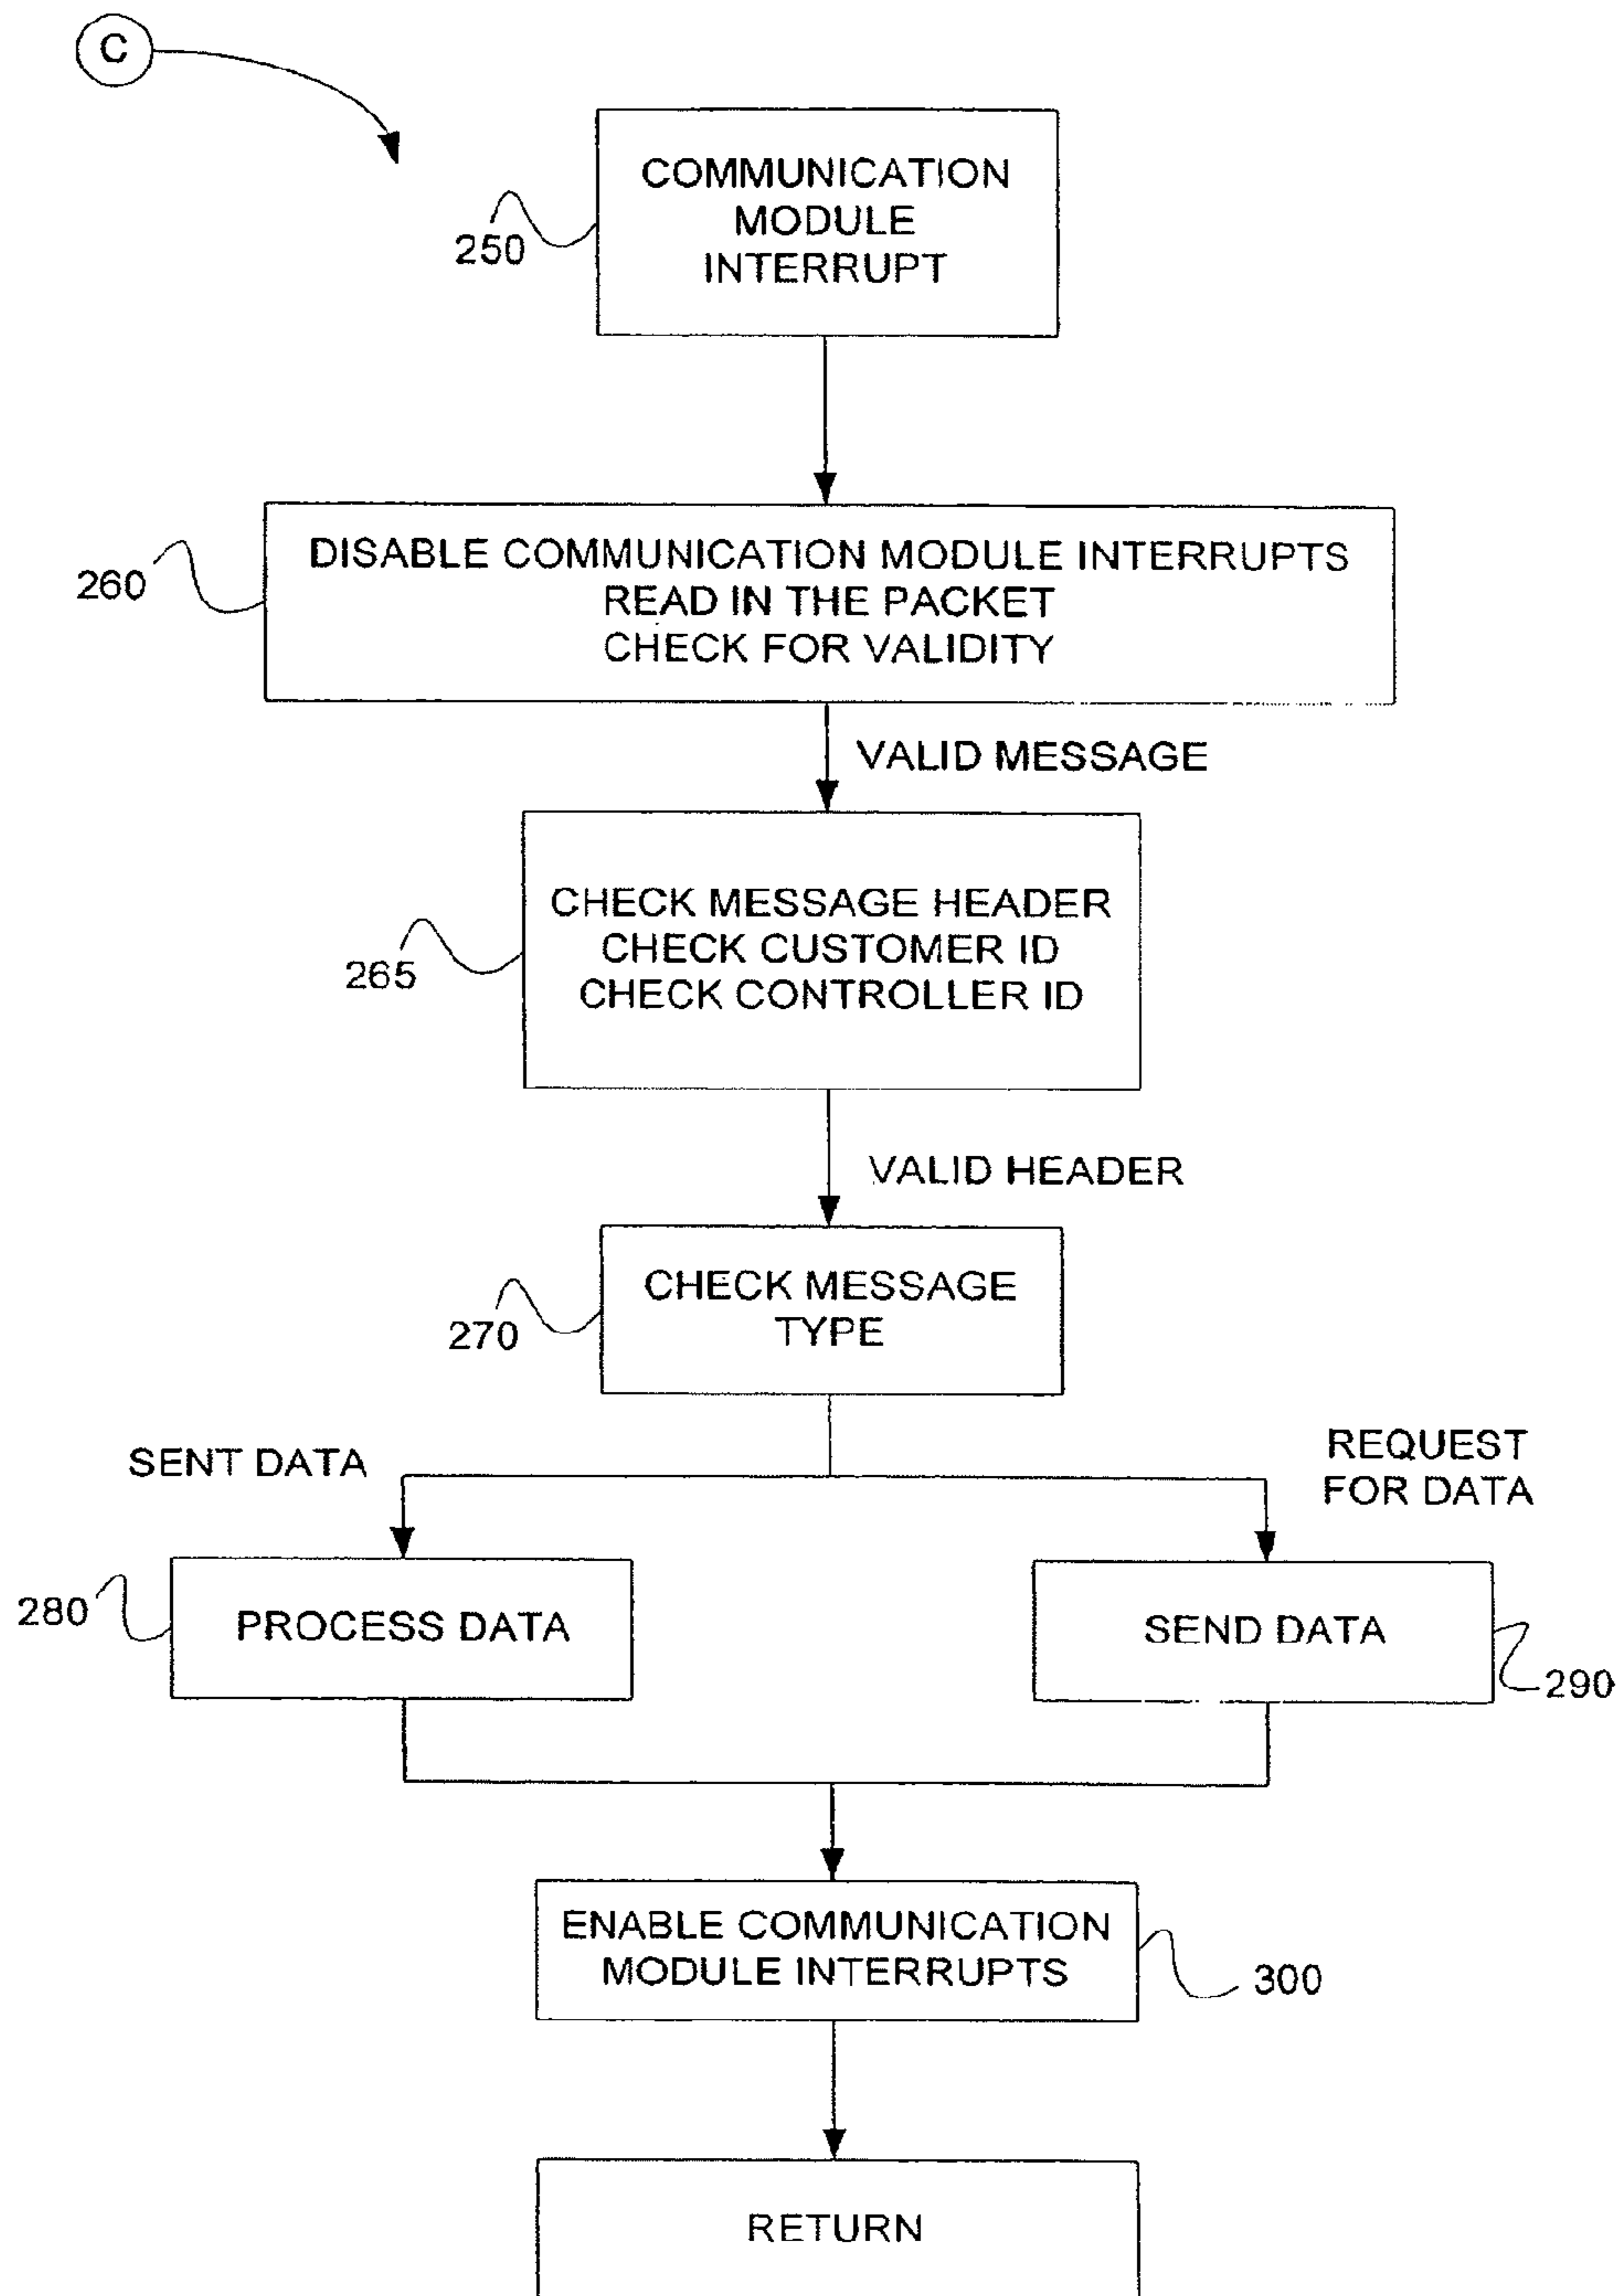 C
COMMUNICATION
MODULE
INTERRUPT
250
DISABLE COMMUNICATION MODULE INTERRUPTS
READ IN THE PACKET
CHECK FOR VALIDITY
260
VALID MESSAGE
CHECK MESSAGE HEADER
CHECK CUSTOMER ID
CHECK CONTROLLER ID
265
VALID HEADER
CHECK MESSAGE
TYPE
270
SENT DATA
REQUEST
FOR DATA
280
PROCESS DATA
SEND DATA
290
ENABLE COMMUNICATION
MODULE INTERRUPTS
300
RETURN